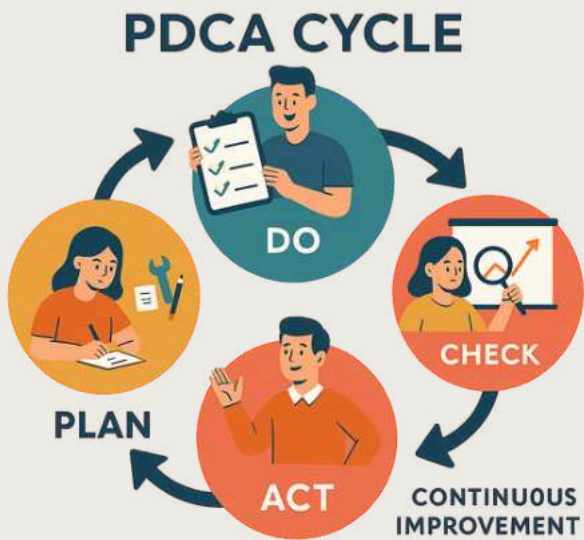 PDCA CYCLE
DO
CHECK
PLAN
ACT
CONTINUOUS
IMPROVEMENT